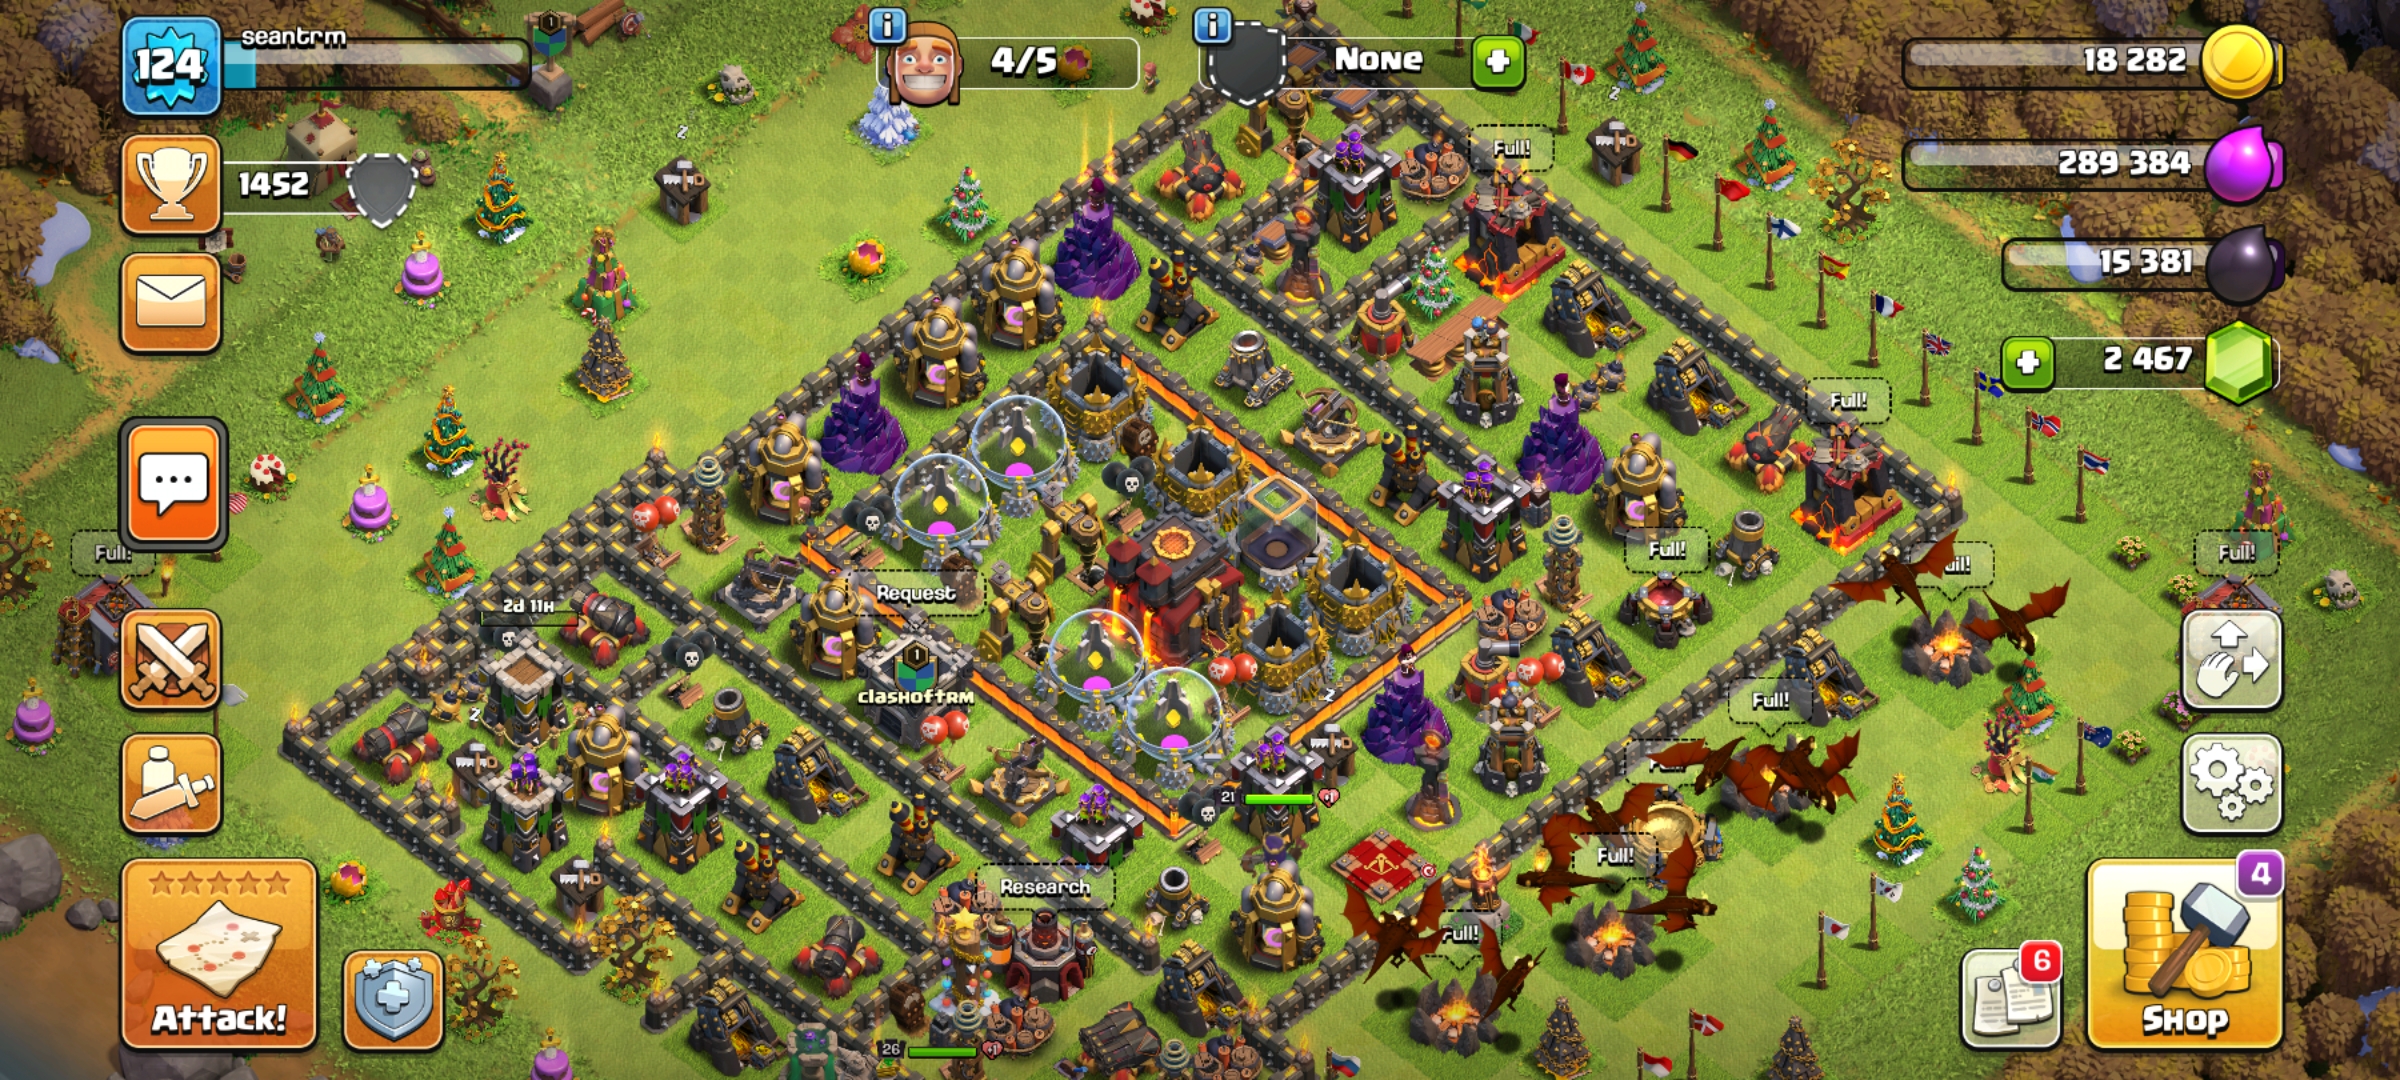 124
seantrm
4/5
None
18 282
1452
289 384
15 381
2 467
Full!
Full!
Full!
Full!
Full!
Request
2d 11H
clashofTRM
Full!
21
Full!
Research
Full!
4
6
Attack!
Shop
26